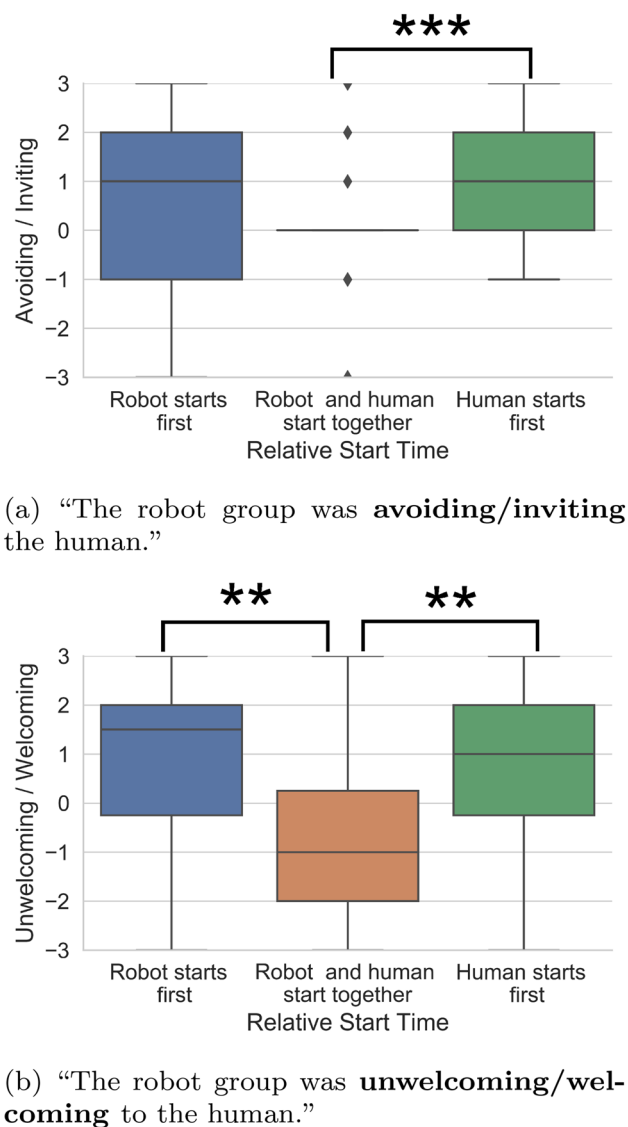 ***
3
2
1
0
−1
−2
−3
Avoiding / Inviting
Robot starts first
Robot and human start together
Human starts first
Relative Start Time
(a) “The robot group was avoiding/inviting
the human.”
** **
3
2
1
0
−1
−2
−3
Unwelcoming / Welcoming
Robot starts first
Robot and human start together
Human starts first
Relative Start Time
(b) “The robot group was unwelcoming/wel-
coming to the human.”